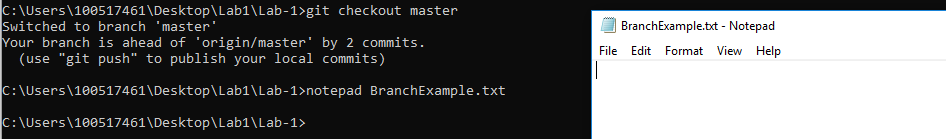 C:\Users\100517461\Desktop\Lab1\Lab-1>git checkout master
Switched to branch 'master'
Your branch is ahead of 'origin/master' by 2 commits.
  (use "git push" to publish your local commits)
C:\Users\100517461\Desktop\Lab1\Lab-1>notepad BranchExample.txt
C:\Users\100517461\Desktop\Lab1\Lab-1>
BranchExample.txt - Notepad
File Edit Format View Help